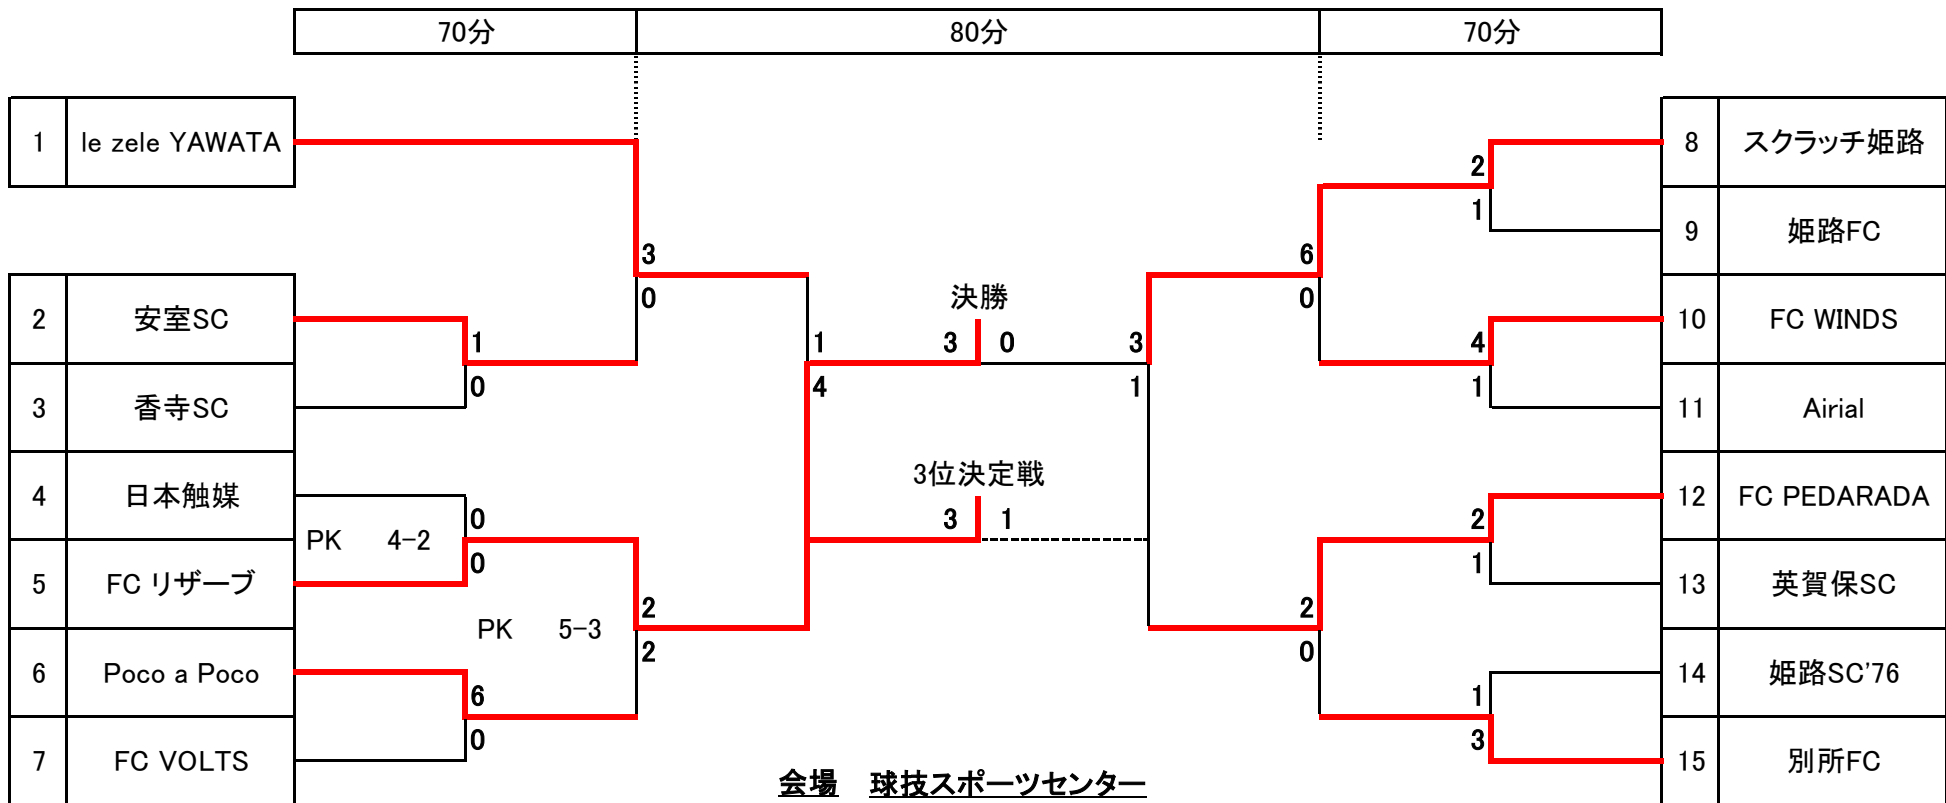 70分 80分 70分
1 le zele YAWATA
8 スクラッチ姫路
2
1
9 姫路FC
3
0
6
0
2 安室SC
決勝
10 FC WINDS
1
0
1
4
3 0
3
1
4
1
3 香寺SC
11 Airial
4 日本触媒
3位決定戦
12 FC PEDARADA
0
0
PK 4-2
3 1
2
1
5 FC リザーブ
13 英賀保SC
PK 5-3
2
2
2
0
6 Poco a Poco
14 姫路SC'76
6
0
1
3
7 FC VOLTS
15 別所FC
会場 球技スポーツセンター